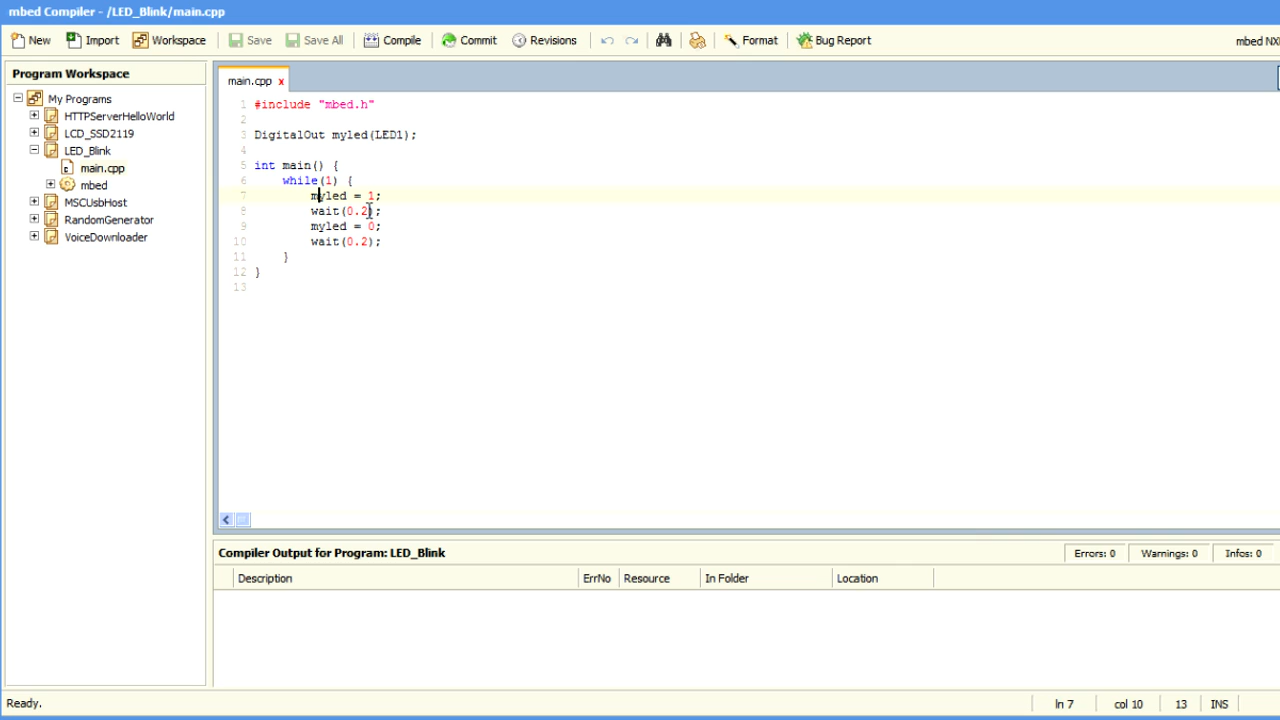 mbed Compiler - /LED_Blink/main.cpp
New Import Workspace Save Save All Compile Commit Revisions Format Bug Report mbed NX
Program Workspace
My Programs
HTTPServerHelloWorld
LCD_SSD2119
LED_Blink
main.cpp
mbed
MSCUsbHost
RandomGenerator
VoiceDownloader
main.cpp x
1 #include "mbed.h"
2
3 DigitalOut myled(LED1);
4
5 int main() {
6 while(1) {
7 myled = 1;
8 wait(0.2);
9 myled = 0;
10 wait(0.2);
11 }
12 }
13
Compiler Output for Program: LED_Blink Errors: 0 Warnings: 0 Infos: 0
Description ErrNo Resource In Folder Location
Ready. ln 7 col 10 13 INS